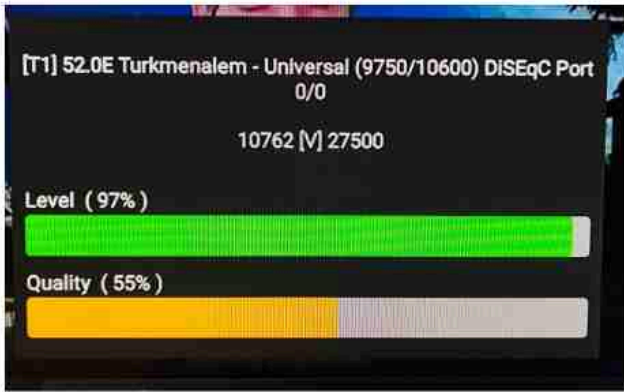 [T1] 52.0E Turkmenalem - Universal (9750/10600) DiSEqC Port
0/0
10762 [V] 27500
Level ( 97% )
Quality ( 55% )